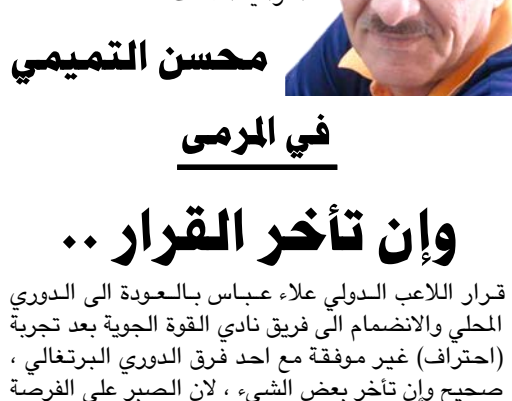 محسن التميمي
في المرمى
وإن تأخر القرار ..
قرار اللاعب الدولي علاء عباس بالعودة الى الدوري
المحلي والانضمام الى فريق نادي القوة الجوية بعد تجربة
(احتراف) غير موفقة مع احد فرق الدوري البرتغالي ،
صحيح وإن تأخر بعض الشيء ، لان الصبر على الفرصة